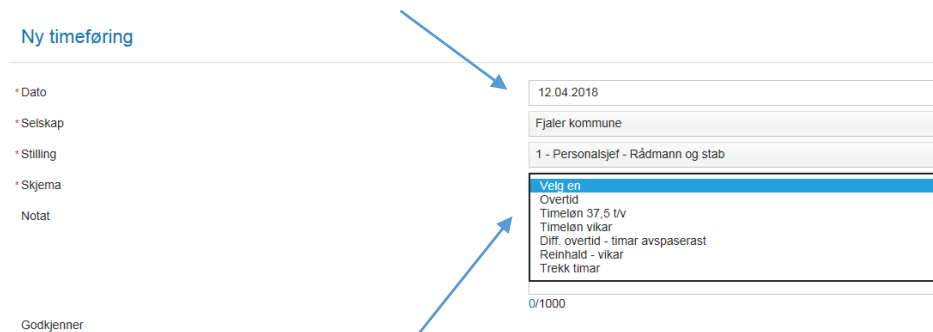 Ny timeføring
* Dato 12.04.2018
* Selskap Fjaler kommune
* Stilling 1 - Personalsjef - Rådmann og stab
* Skjema Velg en
Overtid
Notat Timeløn 37,5 t/v
Timeløn vikar
Diff. overtid - timar avspaserast
Reinhald - vikar
Trekk timar
0/1000
Godkjenner